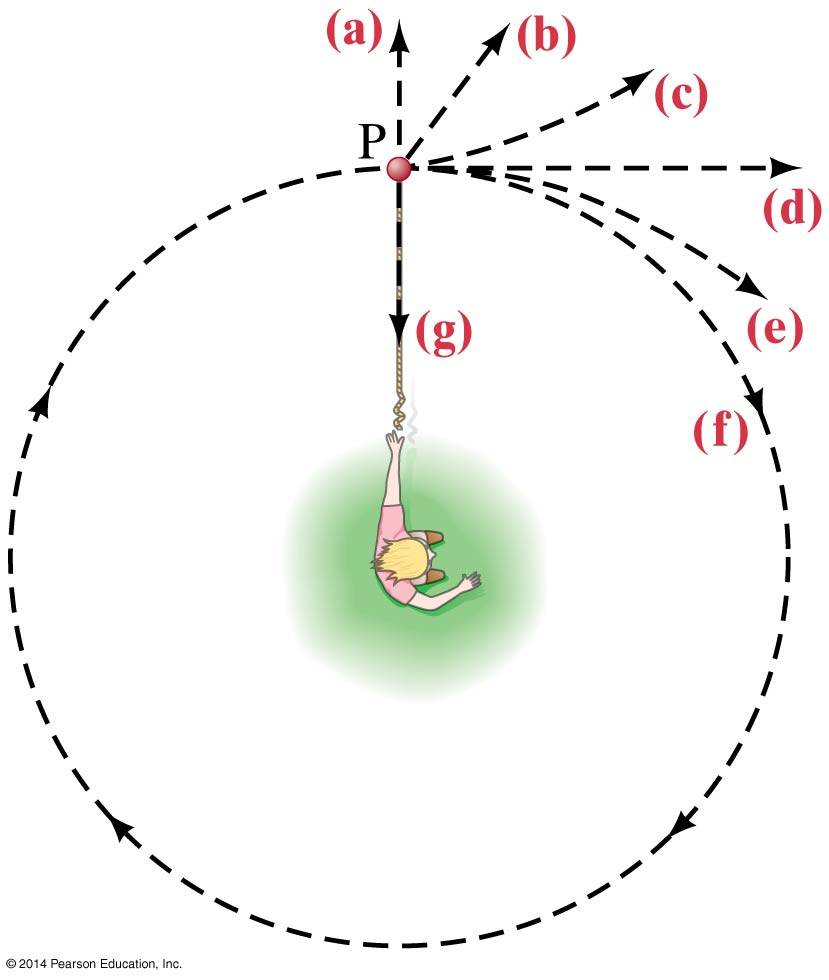 (a)
(b)
(c)
P
(d)
(e)
(g)
(f)
© 2014 Pearson Education, Inc.